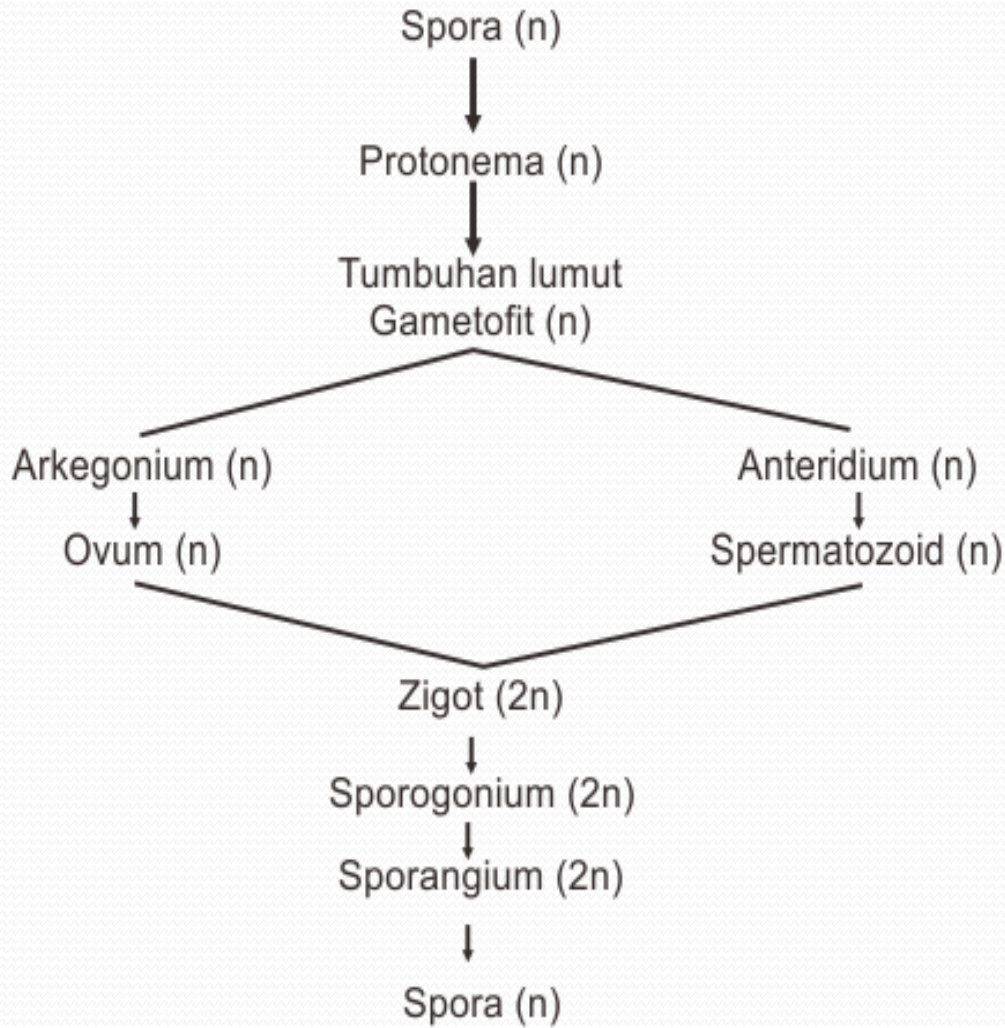 Spora (n)
Protonema (n)
Tumbuhan lumut
Gametofit (n)
Arkegonium (n)
Anteridium (n)
Ovum (n)
Spermatozoid (n)
Zigot (2n)
Sporogonium (2n)
Sporangium (2n)
Spora (n)